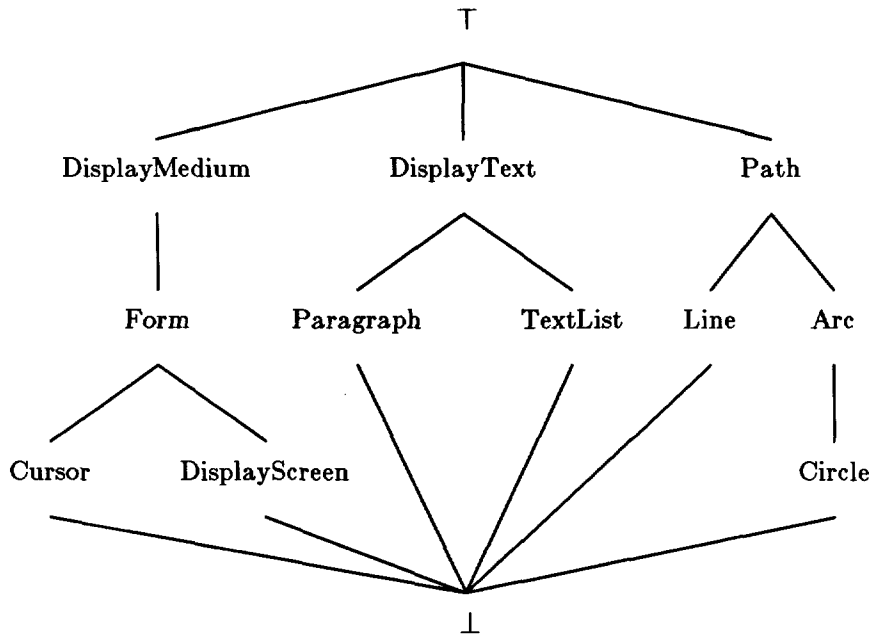 ⊤
DisplayMedium DisplayText Path
Form Paragraph TextList Line Arc
Cursor DisplayScreen Circle
⊥